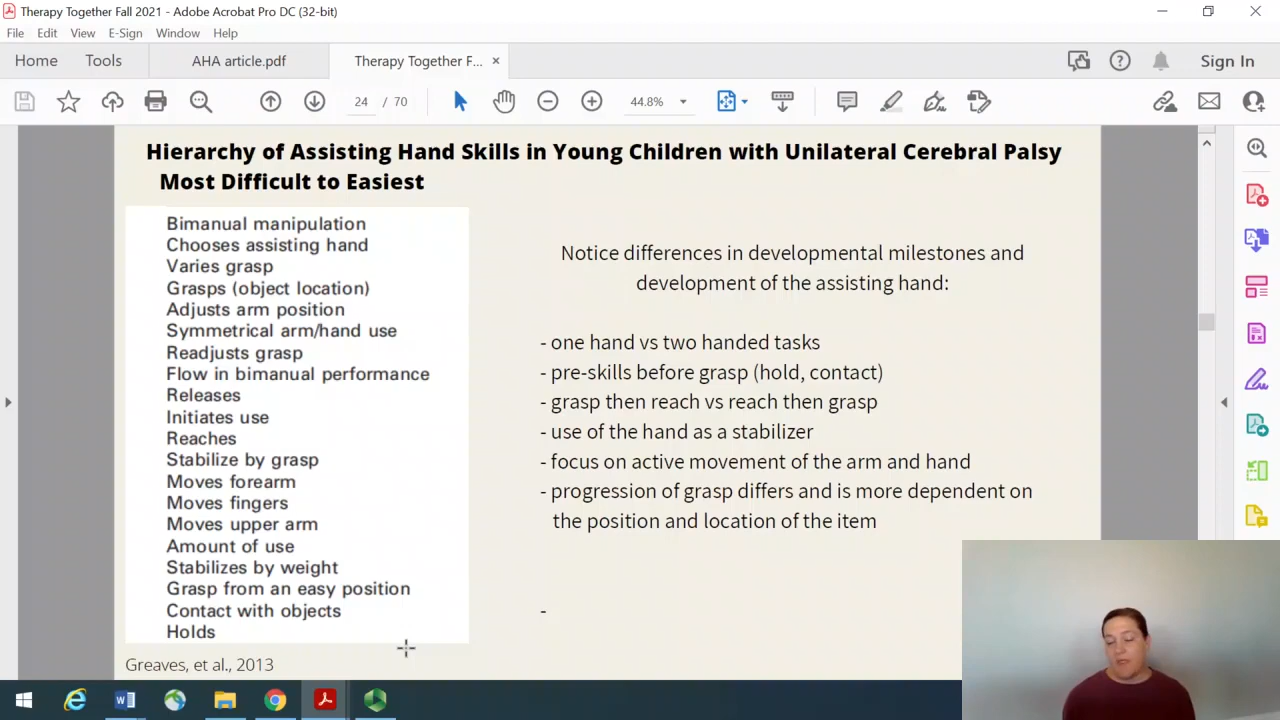 Therapy Together Fall 2021 - Adobe Acrobat Pro DC (32-bit)
File Edit View E-Sign Window Help
Home Tools AHA article.pdf Therapy Together F... × Sign In
24 / 70 44.8%
Hierarchy of Assisting Hand Skills in Young Children with Unilateral Cerebral Palsy
Most Difficult to Easiest
Bimanual manipulation
Chooses assisting hand
Varies grasp
Grasps (object location)
Adjusts arm position
Symmetrical arm/hand use
Readjusts grasp
Flow in bimanual performance
Releases
Initiates use
Reaches
Stabilize by grasp
Moves forearm
Moves fingers
Moves upper arm
Amount of use
Stabilizes by weight
Grasp from an easy position
Contact with objects
Holds
Greaves, et al., 2013
Notice differences in developmental milestones and
development of the assisting hand:
- one hand vs two handed tasks
- pre-skills before grasp (hold, contact)
- grasp then reach vs reach then grasp
- use of the hand as a stabilizer
- focus on active movement of the arm and hand
- progression of grasp differs and is more dependent on
the position and location of the item
-